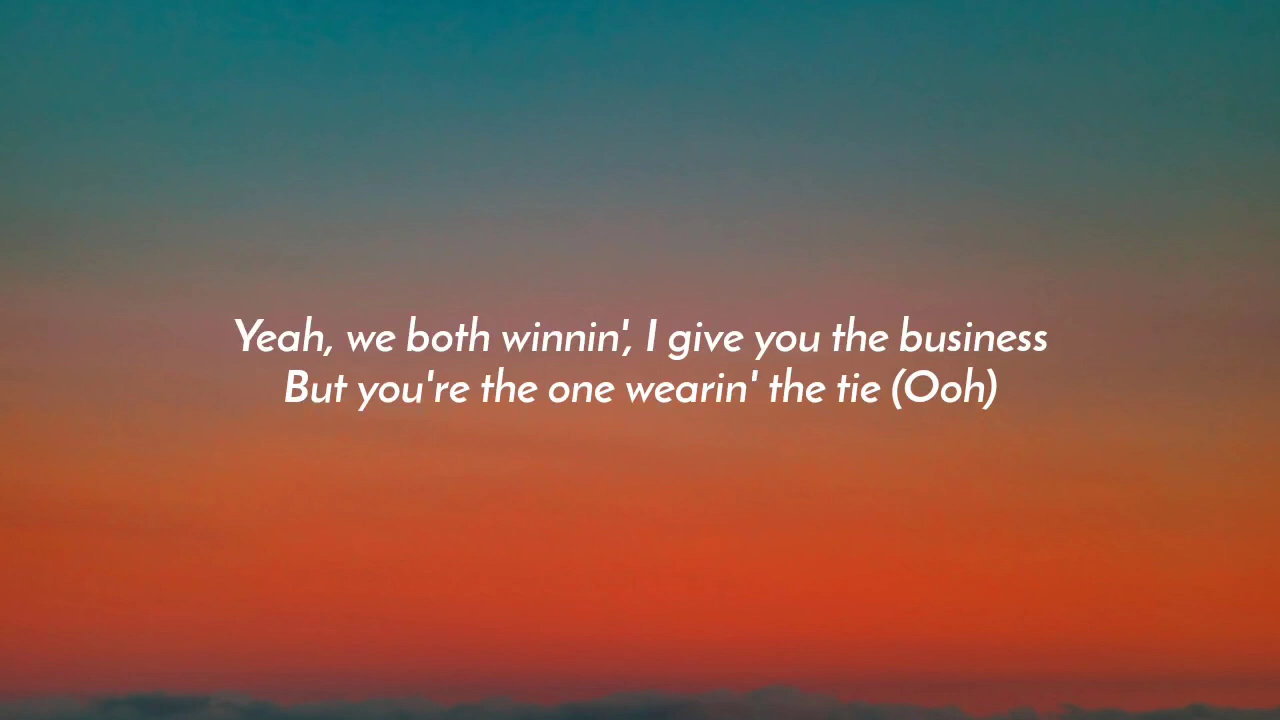 Yeah, we both winnin', I give you the business
But you're the one wearin' the tie (Ooh)